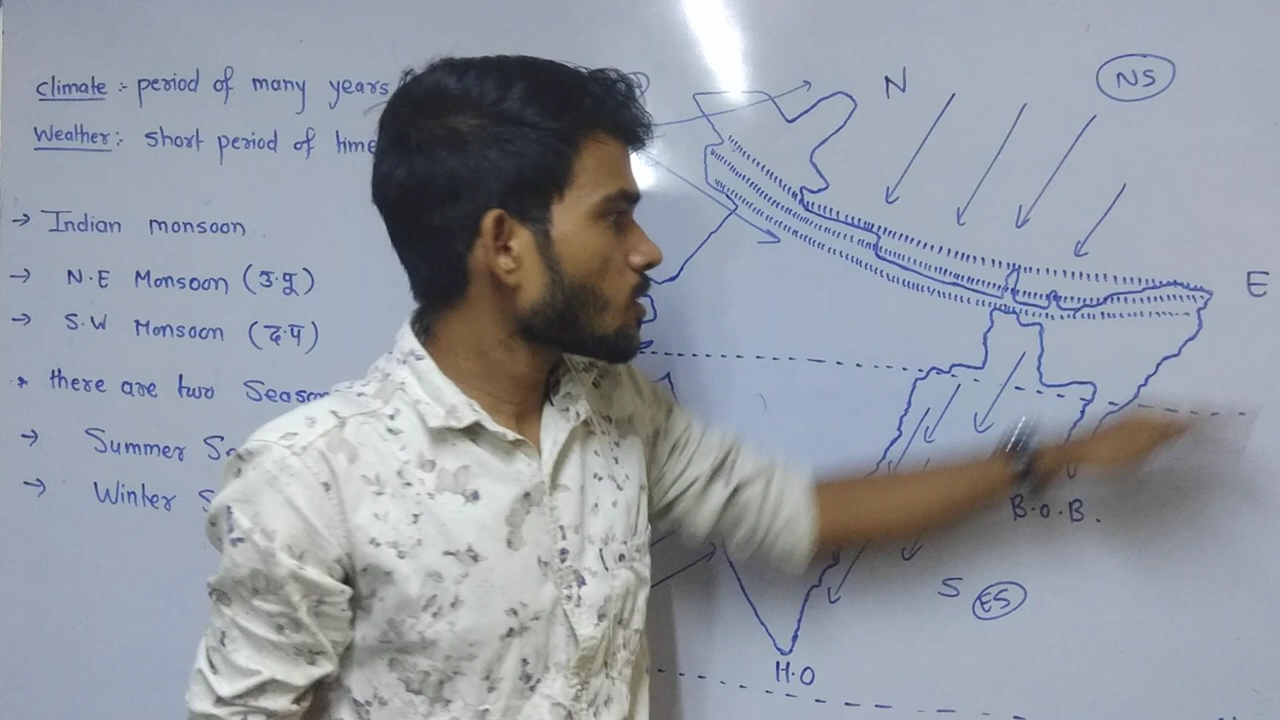 climate :- period of many years
Weather :- short period of time
→ Indian monsoon
→ N.E Monsoon (उ.पू)
→ S.W Monsoon (द.प)
* there are two Season
→ Summer
→ Winter
N
NS
E
B.O.B.
S
ES
H.O